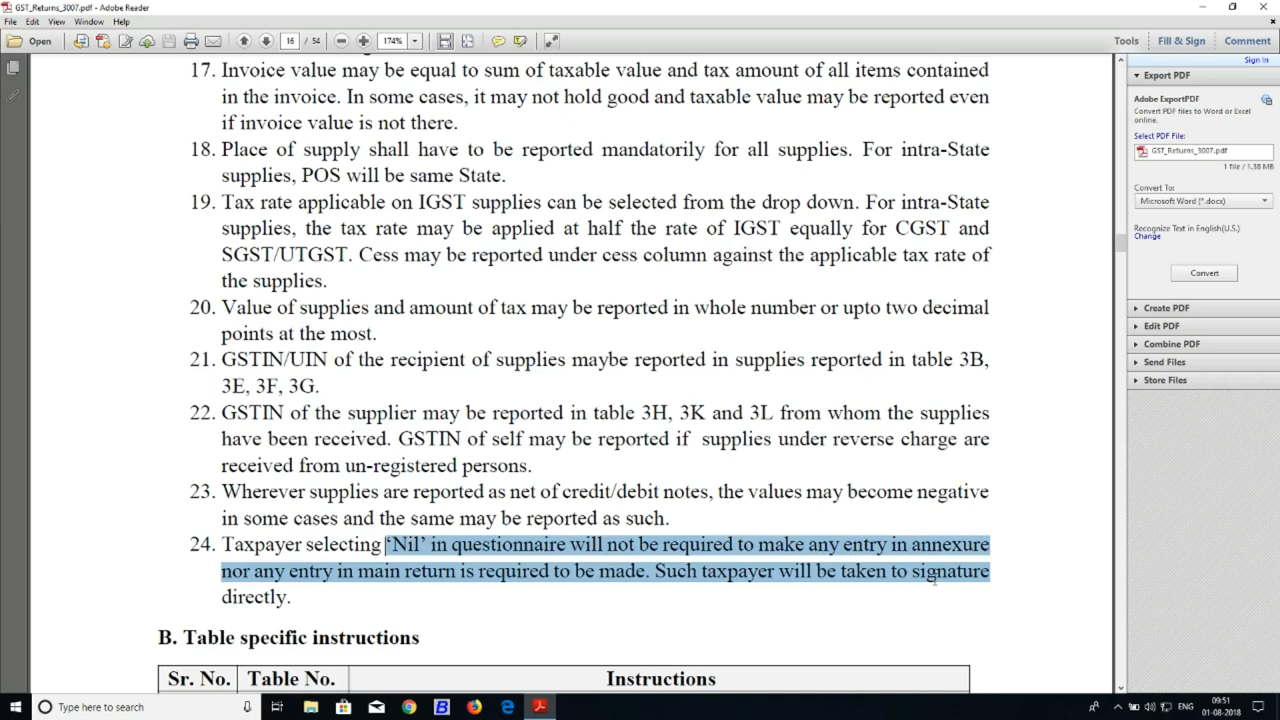 GST_Returns_3007.pdf - Adobe Reader
File Edit View Window Help
Open 16 / 54 174% Tools Fill & Sign Comment
Sign In
17. Invoice value may be equal to sum of taxable value and tax amount of all items contained
in the invoice. In some cases, it may not hold good and taxable value may be reported even
if invoice value is not there.
18. Place of supply shall have to be reported mandatorily for all supplies. For intra-State
supplies, POS will be same State.
19. Tax rate applicable on IGST supplies can be selected from the drop down. For intra-State
supplies, the tax rate may be applied at half the rate of IGST equally for CGST and
SGST/UTGST. Cess may be reported under cess column against the applicable tax rate of
the supplies.
20. Value of supplies and amount of tax may be reported in whole number or upto two decimal
points at the most.
21. GSTIN/UIN of the recipient of supplies maybe reported in supplies reported in table 3B,
3E, 3F, 3G.
22. GSTIN of the supplier may be reported in table 3H, 3K and 3L from whom the supplies
have been received. GSTIN of self may be reported if supplies under reverse charge are
received from un-registered persons.
23. Wherever supplies are reported as net of credit/debit notes, the values may become negative
in some cases and the same may be reported as such.
24. Taxpayer selecting ‘Nil’ in questionnaire will not be required to make any entry in annexure
nor any entry in main return is required to be made. Such taxpayer will be taken to signature
directly.
B. Table specific instructions
Sr. No. Table No. Instructions
Export PDF
Adobe ExportPDF
Convert PDF files to Word or Excel
online.
Select PDF File:
GST_Returns_3007.pdf
1 file / 1.38 MB
Convert To:
Microsoft Word (*.docx)
Recognize Text in English(U.S.)
Change
Convert
Create PDF
Edit PDF
Combine PDF
Send Files
Store Files
Type here to search
ENG
09:51
01-08-2018